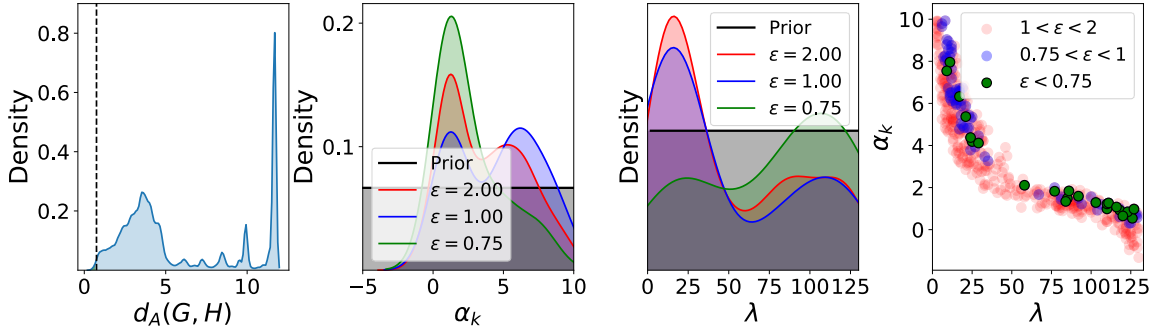 Density
0.8
0.6
0.4
0.2
0
5
10
d_A(G, H)
Density
0.2
0.1
−5
0
5
10
α_k
Prior
ε = 2.00
ε = 1.00
ε = 0.75
Density
0
25
50
75
100
125
λ
Prior
ε = 2.00
ε = 1.00
ε = 0.75
α_k
10
8
6
4
2
0
0
25
50
75
100
125
λ
1 < ε < 2
0.75 < ε < 1
ε < 0.75